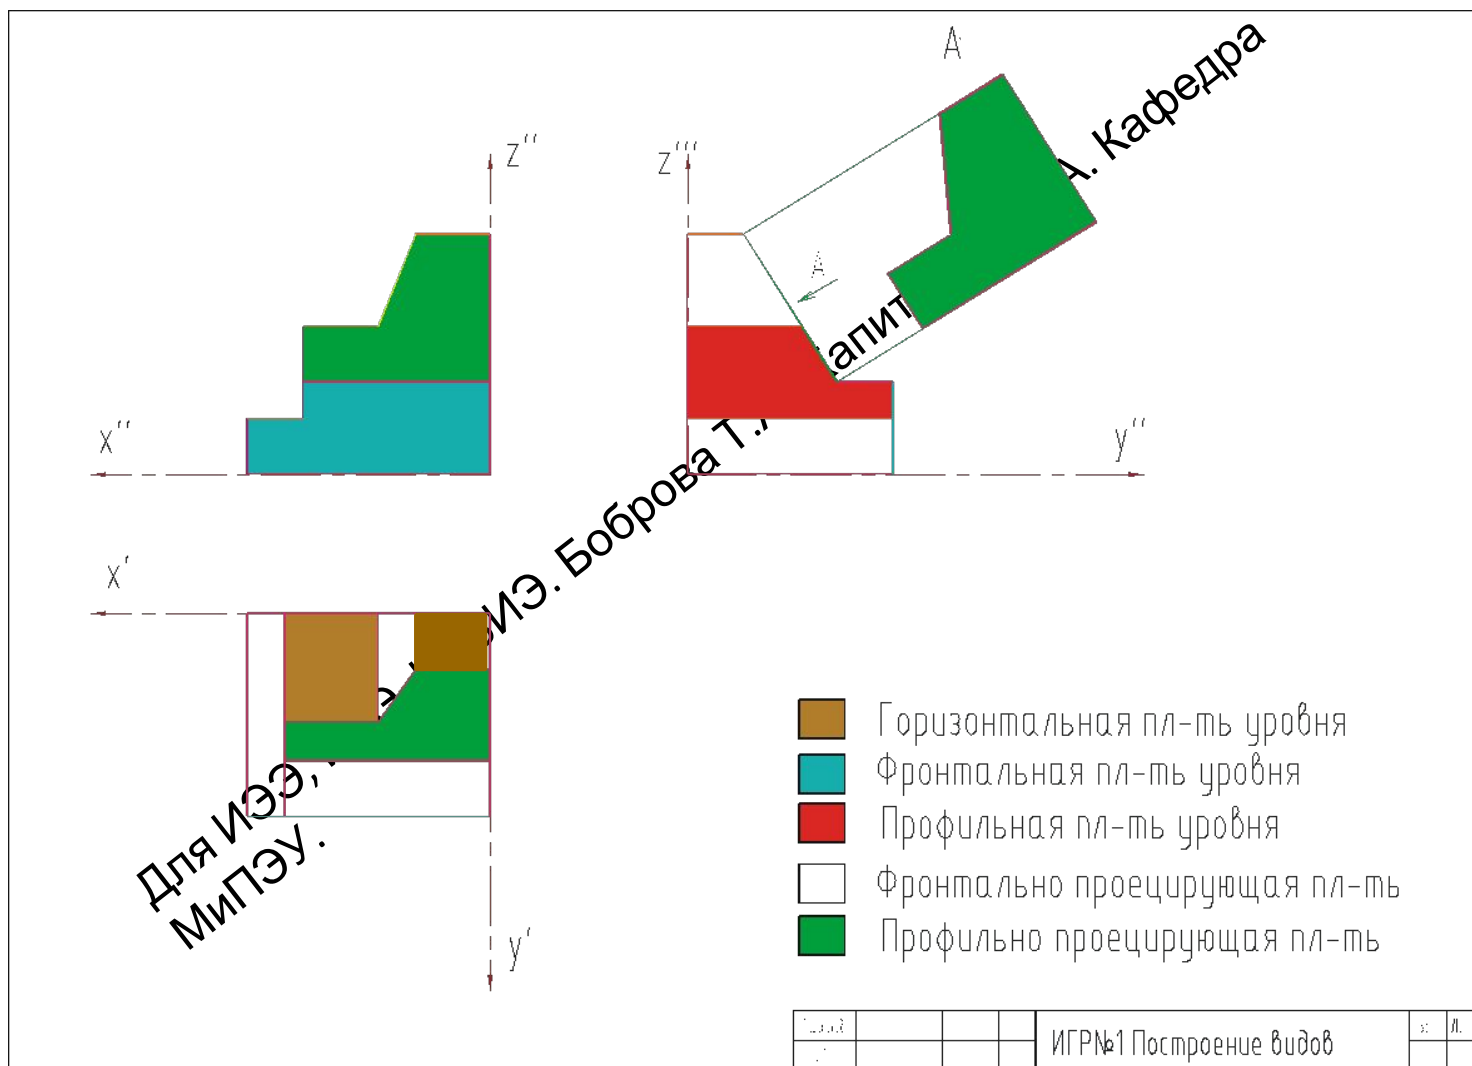 A
z''
z'''
A
x''
y''
x'
y'
Для ИЭЭ, ИЭ. Боброва Т. Капит А. Кафедра
МиПЭУ.
Горизонтальная пл-ть уровня
Фронтальная пл-ть уровня
Профильная пл-ть уровня
Фронтально проецирующая пл-ть
Профильно проецирующая пл-ть
ИГР№1 Построение видов